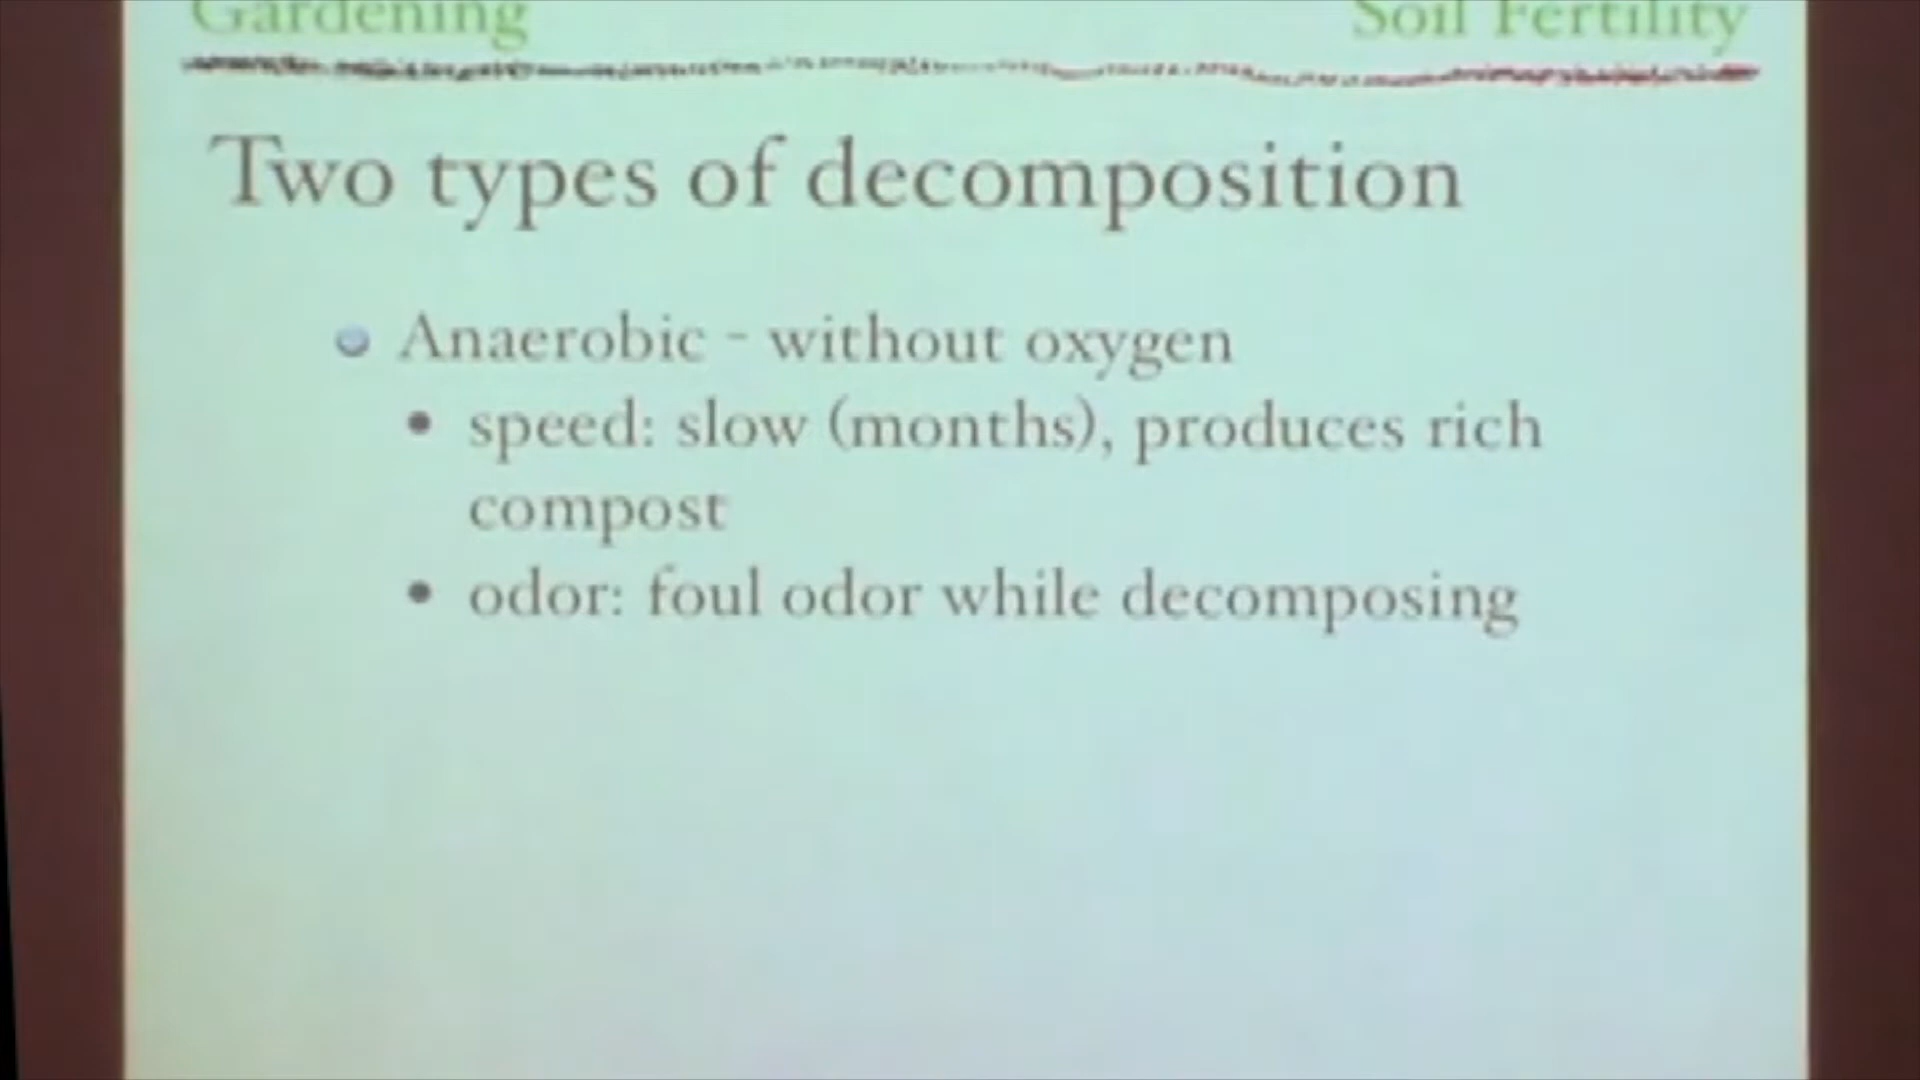 Gardening Soil Fertility
Two types of decomposition
Anaerobic - without oxygen
• speed: slow (months), produces rich
compost
• odor: foul odor while decomposing